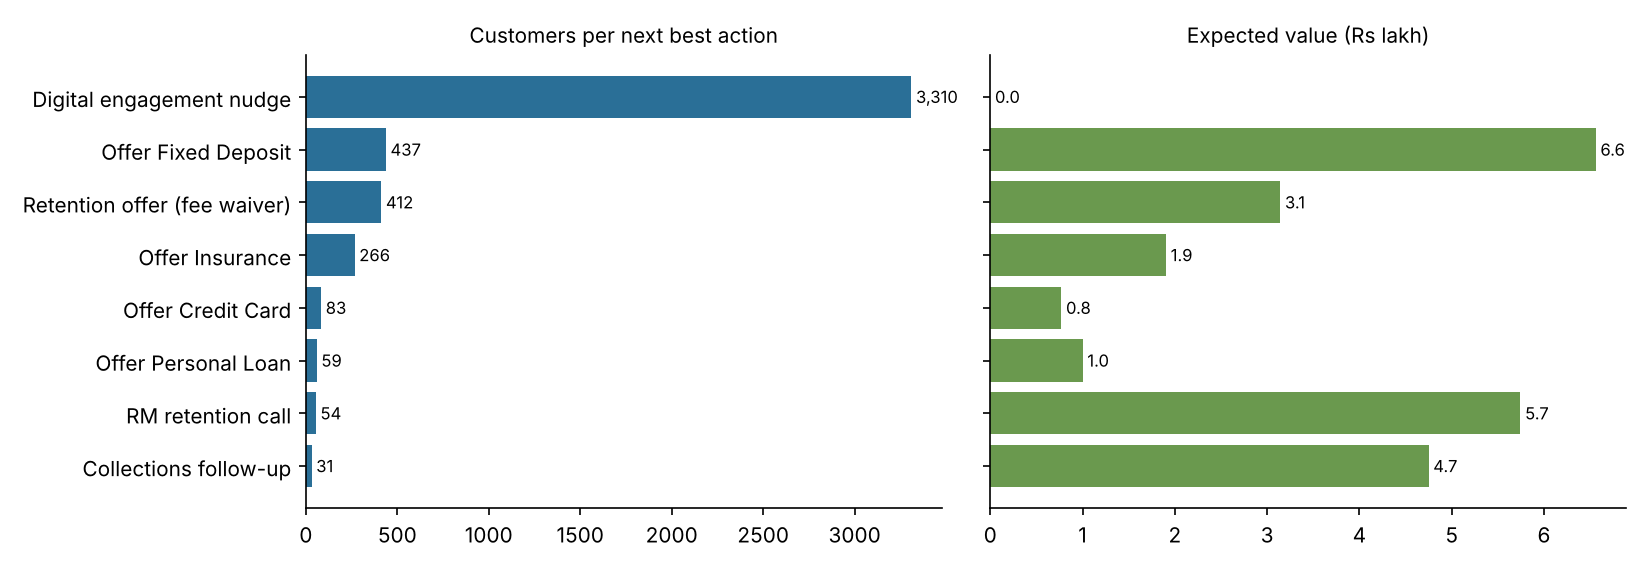 Customers per next best action
Digital engagement nudge 3,310
Offer Fixed Deposit 437
Retention offer (fee waiver) 412
Offer Insurance 266
Offer Credit Card 83
Offer Personal Loan 59
RM retention call 54
Collections follow-up 31
0 500 1000 1500 2000 2500 3000
Expected value (Rs lakh)
0.0
6.6
3.1
1.9
0.8
1.0
5.7
4.7
0 1 2 3 4 5 6